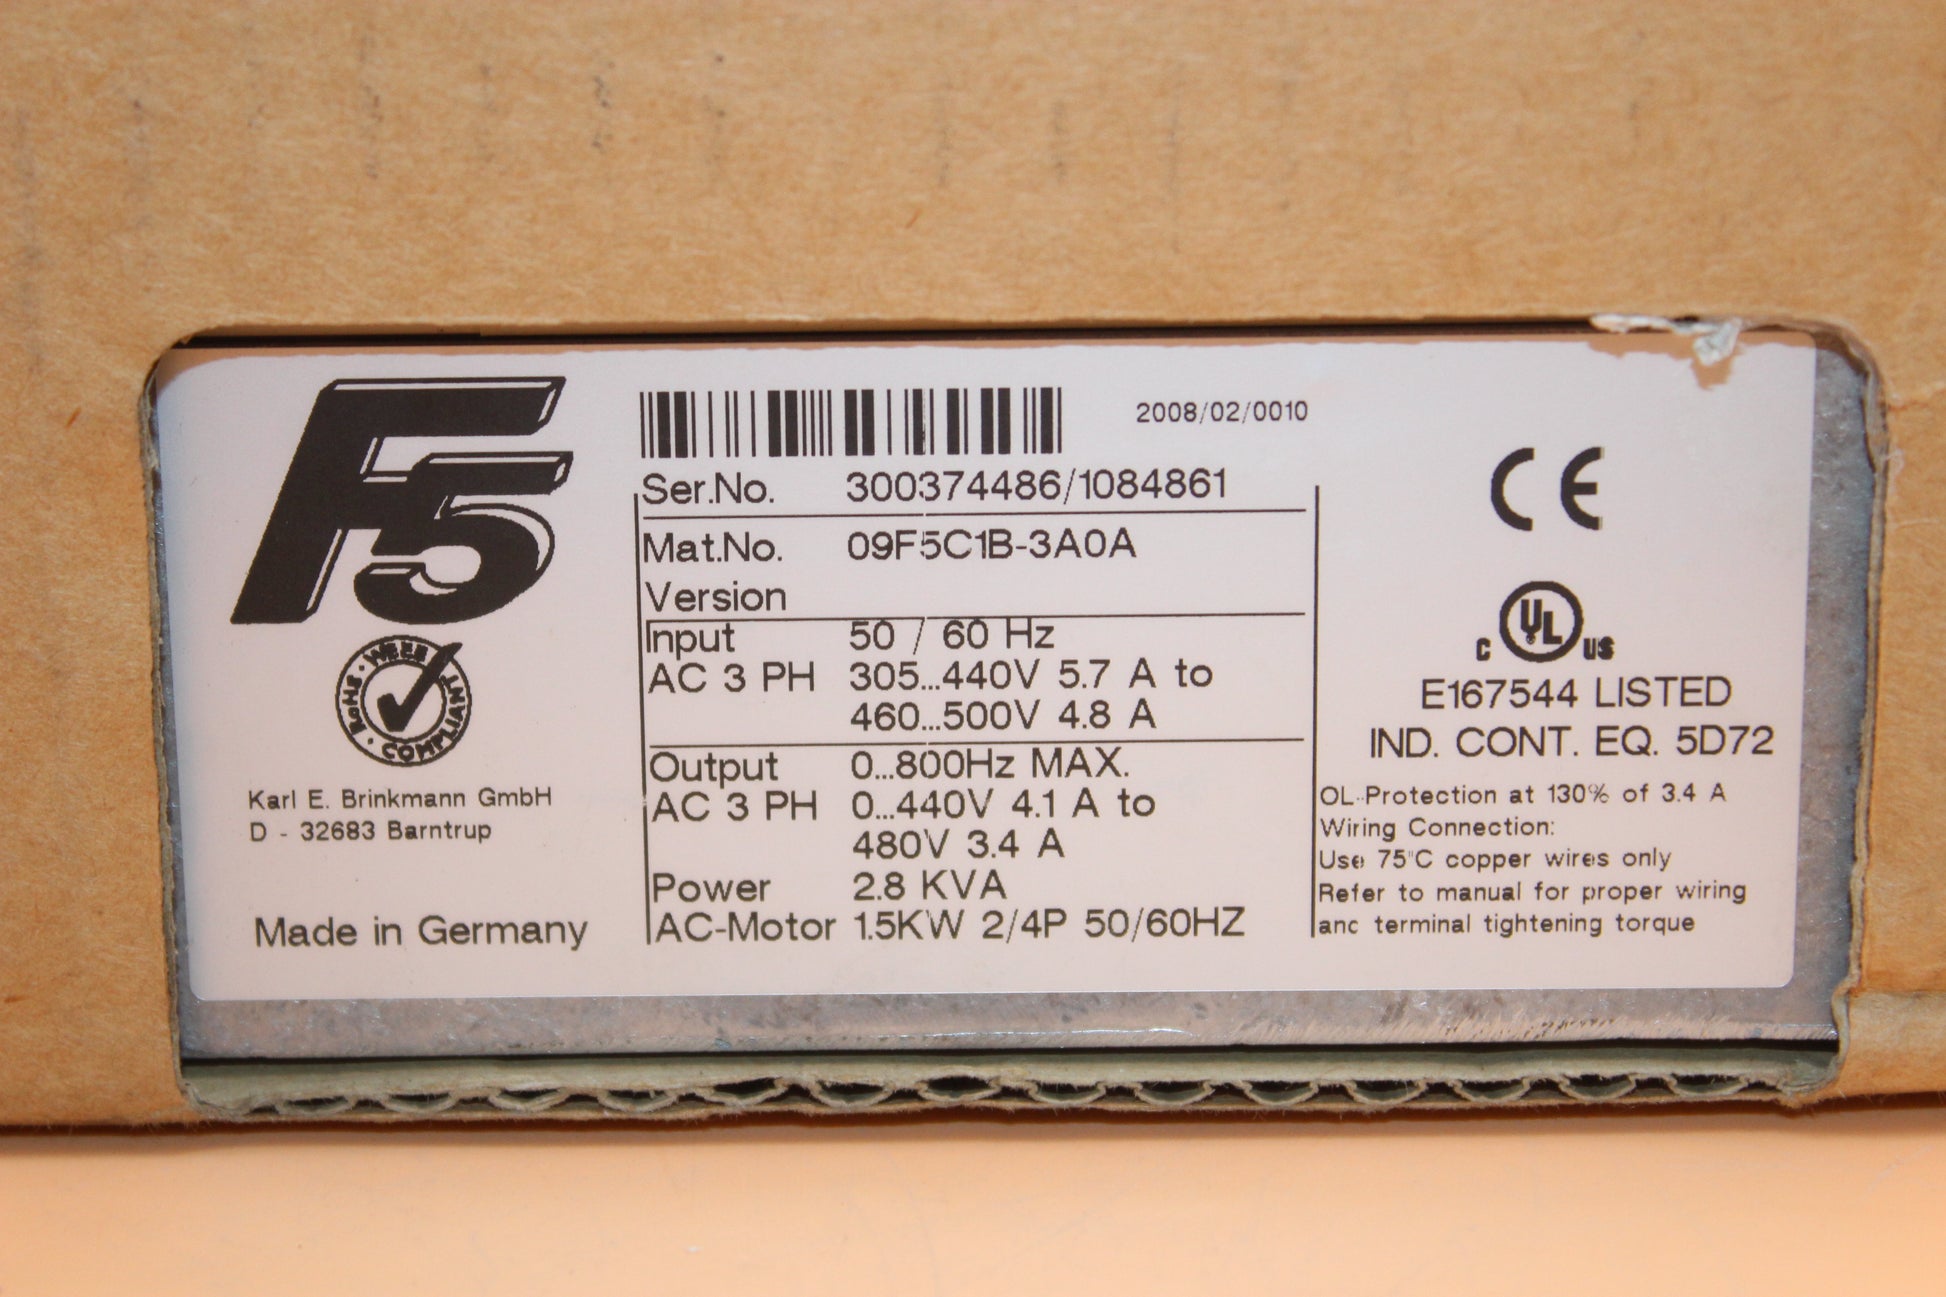 F5
WEEE · RoHS · COMPLIANT
Karl E. Brinkmann GmbH
D - 32683 Barntrup
Made in Germany
2008/02/0010
Ser.No. 300374486/1084861
Mat.No. 09F5C1B-3A0A
Version
Input 50 / 60 Hz
AC 3 PH 305...440V 5.7 A to
460...500V 4.8 A
Output 0...800Hz MAX.
AC 3 PH 0...440V 4.1 A to
480V 3.4 A
Power 2.8 KVA
AC-Motor 1.5KW 2/4P 50/60HZ
CE
C UL US
E167544 LISTED
IND. CONT. EQ. 5D72
OL-Protection at 130% of 3.4 A
Wiring Connection:
Use 75°C copper wires only
Refer to manual for proper wiring
and terminal tightening torque